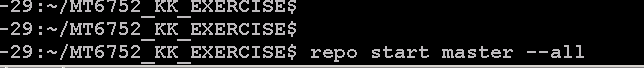 -29:~/MT6752_KK_EXERCISE$
-29:~/MT6752_KK_EXERCISE$
-29:~/MT6752_KK_EXERCISE$ repo start master --all